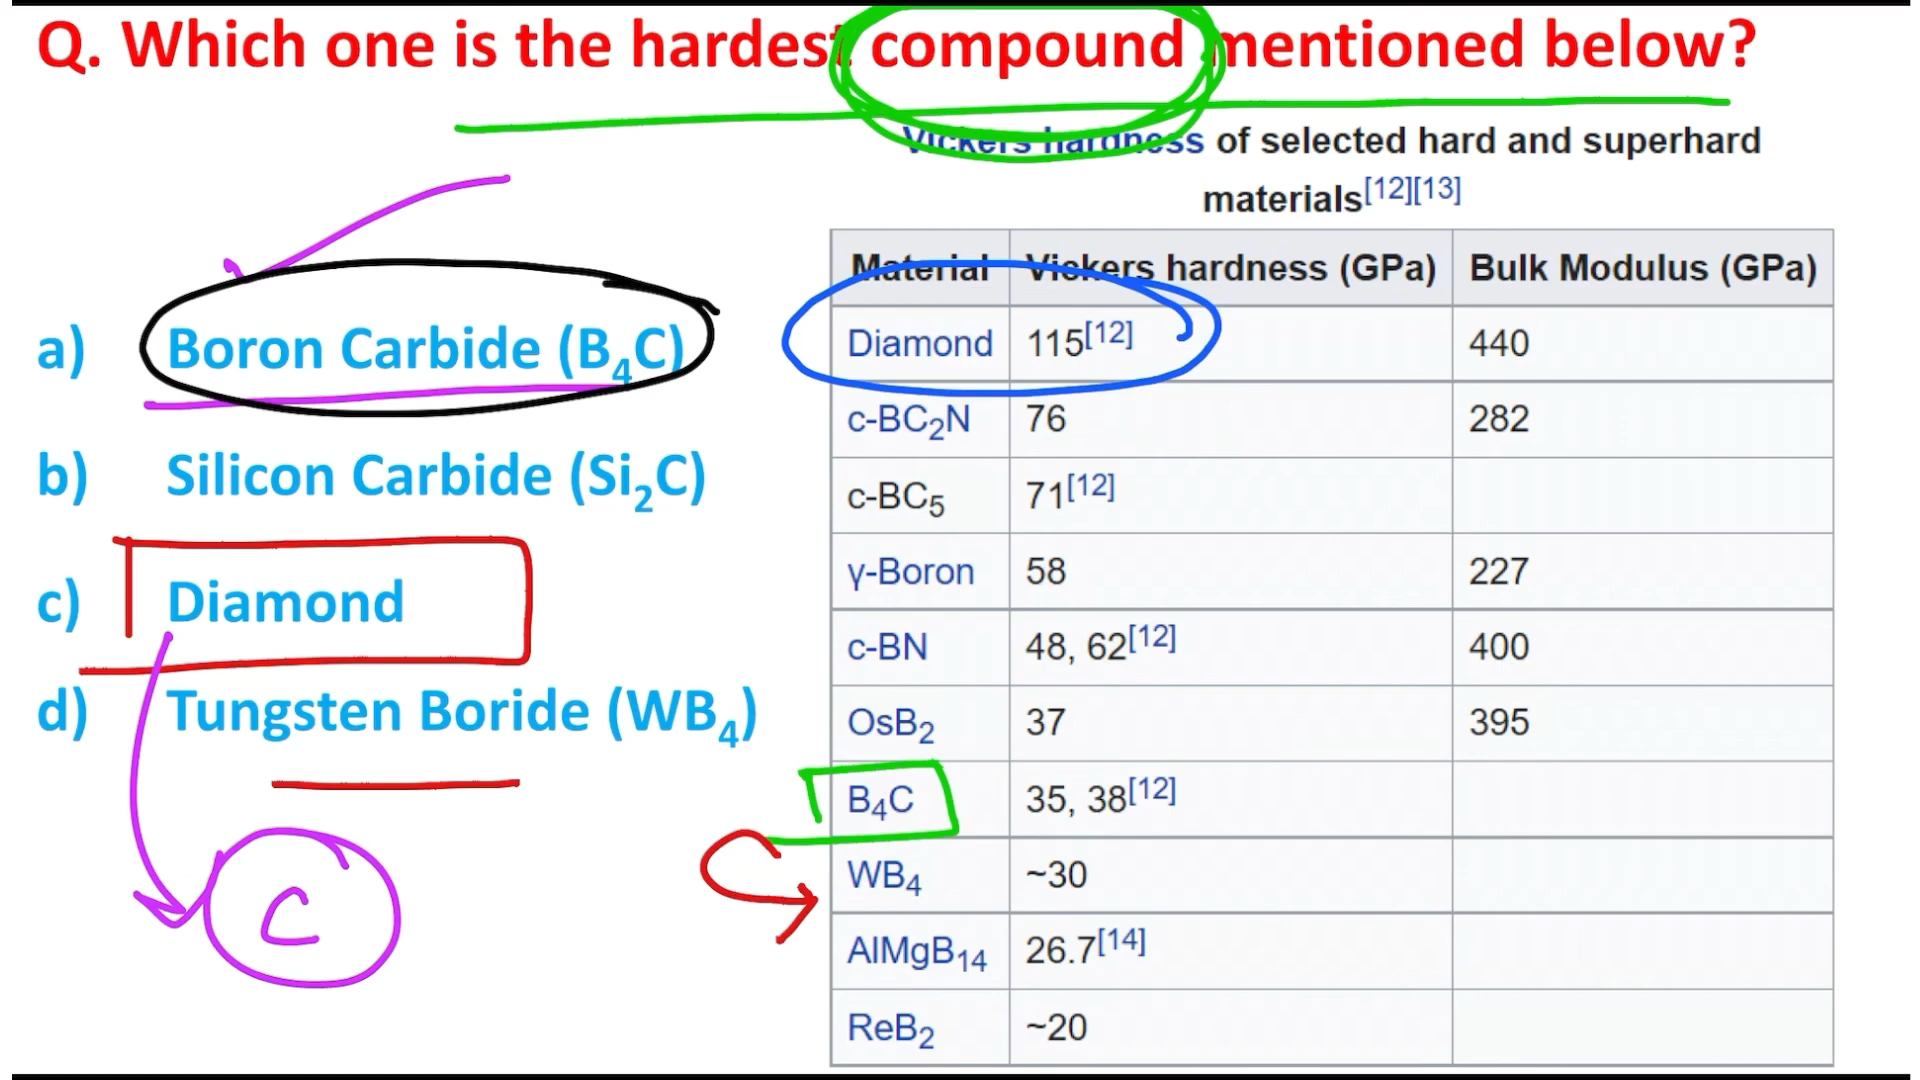 Q. Which one is the hardest compound mentioned below?
Vickers hardness of selected hard and superhard
materials[12][13]
a) Boron Carbide (B₄C)
b) Silicon Carbide (Si₂C)
c) Diamond
d) Tungsten Boride (WB₄)
C
Material Vickers hardness (GPa) Bulk Modulus (GPa)
Diamond 115[12] 440
c-BC₂N 76 282
c-BC₅ 71[12]
γ-Boron 58 227
c-BN 48, 62[12] 400
OsB₂ 37 395
B₄C 35, 38[12]
WB₄ ~30
AlMgB₁₄ 26.7[14]
ReB₂ ~20